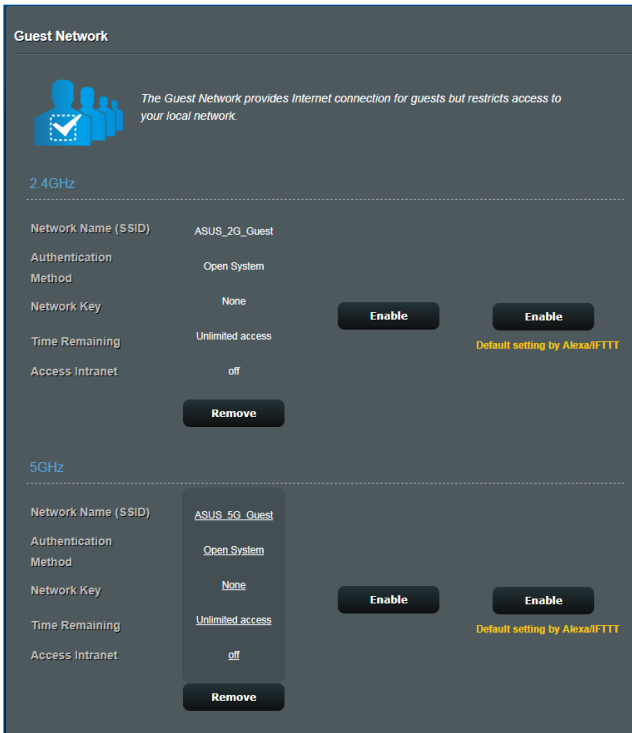 Guest Network
The Guest Network provides Internet connection for guests but restricts access to
your local network.
2.4GHz
Network Name (SSID) ASUS_2G_Guest
Authentication
Method Open System
Network Key None Enable Enable
Time Remaining Unlimited access Default setting by Alexa/IFTTT
Access Intranet off
Remove
5GHz
Network Name (SSID) ASUS_5G_Guest
Authentication
Method Open System
Network Key None Enable Enable
Time Remaining Unlimited access Default setting by Alexa/IFTTT
Access Intranet off
Remove